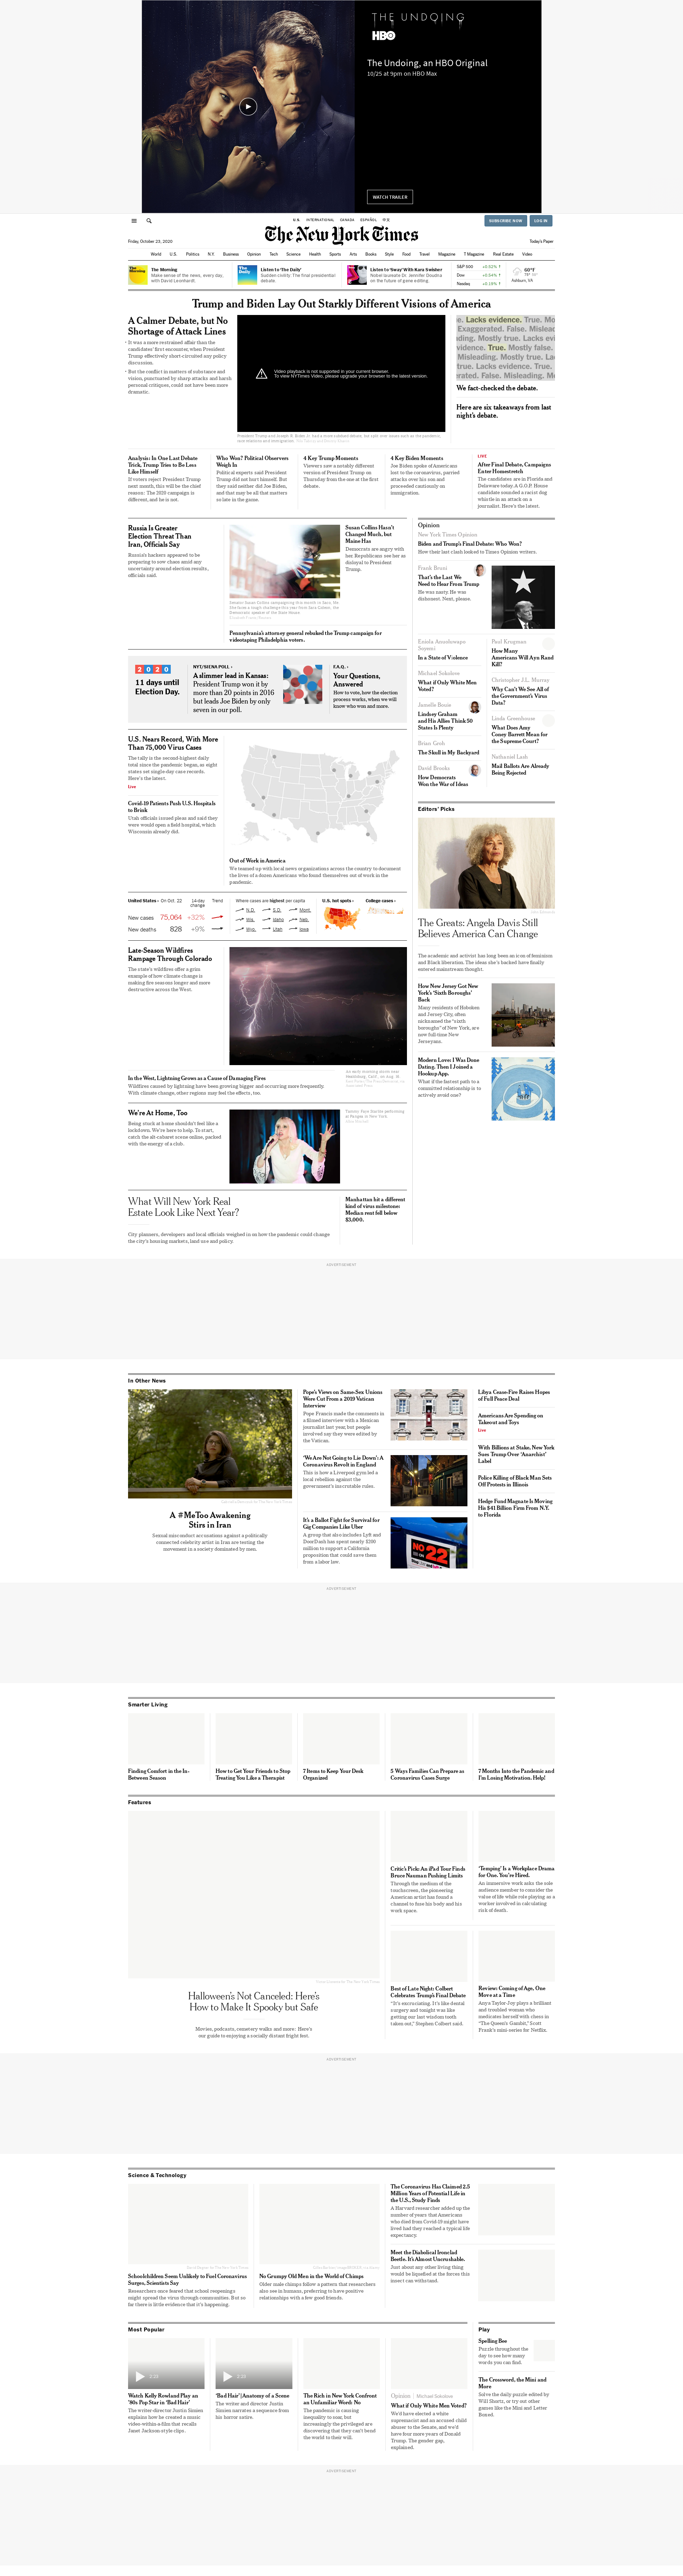 THE UNDOING
HBO
The Undoing, an HBO Original
10/25 at 9pm on HBO Max
WATCH TRAILER
U.S. INTERNATIONAL CANADA ESPAÑOL 中文
SUBSCRIBE NOW LOG IN
The New York Times
Friday, October 23, 2020
Today's Paper
World U.S. Politics N.Y. Business Opinion Tech Science Health Sports Arts Books Style Food Travel Magazine T Magazine Real Estate Video
The Morning
Make sense of the news, every day, with David Leonhardt.
Listen to 'The Daily'
Sudden civility: The final presidential debate.
Listen to 'Sway' With Kara Swisher
Nobel laureate Dr. Jennifer Doudna on the future of gene editing.
S&P 500
Dow
Nasdaq
60°F
Ashburn, VA
Trump and Biden Lay Out Starkly Different Visions of America
A Calmer Debate, but No
Shortage of Attack Lines
It was a more restrained affair than the
candidates' first encounter, when President
Trump effectively short-circuited any policy
discussion.
But the conflict in matters of substance and
vision, punctuated by sharp attacks and harsh
personal critiques, could not have been more
dramatic.
Video playback is not supported in your current browser.
To view NYTimes Video, please upgrade your browser to the latest version.
We fact-checked the debate.
Here are six takeaways from last
night's debate.
Analysis: In One Last Debate
Trick, Trump Tries to Be Less
Like Himself
If voters reject President Trump
next month, this will be the chief
reason: The 2020 campaign is
different, and he is not.
Who Won? Political Observers
Weigh In
Political experts said President
Trump did not hurt himself. But
they said neither did Joe Biden,
and that may be all that matters
so late in the game.
4 Key Trump Moments
Viewers saw a notably different
version of President Trump on
Thursday from the one at the first
debate.
4 Key Biden Moments
Joe Biden spoke of Americans
lost to the coronavirus, parried
attacks over his son and
proceeded cautiously on
immigration.
LIVE
After Final Debate, Campaigns
Enter Homestretch
The candidates are in Florida and
Delaware today. A G.O.P. House
candidate sounded a racist dog
whistle in an attack on a
journalist. Here's the latest.
Russia Is Greater
Election Threat Than
Iran, Officials Say
Russia's hackers appeared to be
preparing to sow chaos amid any
uncertainty around election results,
officials said.
Susan Collins Hasn't
Changed Much, but
Maine Has
Democrats are angry with
her. Republicans see her as
disloyal to President
Trump.
Pennsylvania's attorney general rebuked the Trump campaign for
videotaping Philadelphia voters.
2020
11 days until
Election Day.
NYT/SIENA POLL ›
A slimmer lead in Kansas:
President Trump won it by
more than 20 points in 2016
but leads Joe Biden by only
seven in our poll.
F.A.Q. ›
Your Questions,
Answered
How to vote, how the election
process works, when we will
know who won and more.
U.S. Nears Record, With More
Than 75,000 Virus Cases
The tally is the second-highest daily
total since the pandemic began, as eight
states set single-day case records.
Here's the latest.
Live
Covid-19 Patients Push U.S. Hospitals
to Brink
Utah officials issued pleas and said they
were would open a field hospital, which
Wisconsin already did.
Out of Work in America
We teamed up with local news organizations across the country to document
the lives of a dozen Americans who found themselves out of work in the
pandemic.
United States › On Oct. 22 14-day change Trend
New cases 75,064 +32%
New deaths 828 +9%
Where cases are highest per capita
N.D. S.D. Mont.
Wis. Idaho Neb.
Wyo. Utah Iowa
U.S. hot spots ›
College cases ›
Late-Season Wildfires
Rampage Through Colorado
The state's wildfires offer a grim
example of how climate change is
making fire seasons longer and more
destructive across the West.
In the West, Lightning Grows as a Cause of Damaging Fires
Wildfires caused by lightning have been growing bigger and occurring more frequently.
With climate change, other regions may feel the effects, too.
We're At Home, Too
Being stuck at home shouldn't feel like a
lockdown. We're here to help. To start,
catch the alt-cabaret scene online, packed
with the energy of a club.
What Will New York Real
Estate Look Like Next Year?
City planners, developers and local officials weighed in on how the pandemic could change
the city's housing markets, land use and policy.
Manhattan hit a different
kind of virus milestone:
Median rent fell below
$3,000.
Opinion
New York Times Opinion
Biden and Trump's Final Debate: Who Won?
How their last clash looked to Times Opinion writers.
Frank Bruni
That's the Last We
Need to Hear From Trump
He was nasty. He was
dishonest. Next, please.
Eniola Anuoluwapo
Soyemi
In a State of Violence
Michael Sokolove
What if Only White Men
Voted?
Jamelle Bouie
Lindsey Graham
and His Allies Think 50
States Is Plenty
Brian Groh
The Skull in My Backyard
David Brooks
How Democrats
Won the War of Ideas
Paul Krugman
How Many
Americans Will Ayn Rand
Kill?
Christopher J.L. Murray
Why Can't We See All of
the Government's Virus
Data?
Linda Greenhouse
What Does Amy
Coney Barrett Mean for
the Supreme Court?
Nathaniel Lash
Mail Ballots Are Already
Being Rejected
Editors' Picks
The Greats: Angela Davis Still
Believes America Can Change
The academic and activist has long been an icon of feminism
and Black liberation. The ideas she's backed have finally
entered mainstream thought.
How New Jersey Got New
York's 'Sixth Boroughs'
Back
Many residents of Hoboken
and Jersey City, often
nicknamed the "sixth
boroughs" of New York, are
now full-time New
Jerseyans.
Modern Love: I Was Done
Dating. Then I Joined a
Hookup App.
What if the fastest path to a
committed relationship is to
actively avoid one?
ADVERTISEMENT
In Other News
A #MeToo Awakening
Stirs in Iran
Sexual misconduct accusations against a politically
connected celebrity artist in Iran are testing the
movement in a society dominated by men.
Pope's Views on Same-Sex Unions
Were Cut From a 2019 Vatican
Interview
Pope Francis made the comments in
a filmed interview with a Mexican
journalist last year, but people
involved say they were edited by
the Vatican.
'We Are Not Going to Lie Down': A
Coronavirus Revolt in England
This is how a Liverpool gym led a
local rebellion against the
government's inscrutable rules.
It's a Ballot Fight for Survival for
Gig Companies Like Uber
A group that also includes Lyft and
DoorDash has spent nearly $200
million to support a California
proposition that could save them
from a labor law.
NO 22
Libya Cease-Fire Raises Hopes
of Full Peace Deal
Americans Are Spending on
Takeout and Toys
Live
With Billions at Stake, New York
Sues Trump Over 'Anarchist'
Label
Police Killing of Black Man Sets
Off Protests in Illinois
Hedge Fund Magnate Is Moving
His $41 Billion Firm From N.Y.
to Florida
ADVERTISEMENT
Smarter Living
Finding Comfort in the In-
Between Season
How to Get Your Friends to Stop
Treating You Like a Therapist
7 Items to Keep Your Desk
Organized
5 Ways Families Can Prepare as
Coronavirus Cases Surge
7 Months Into the Pandemic and
I'm Losing Motivation. Help!
Features
Halloween's Not Canceled: Here's
How to Make It Spooky but Safe
Movies, podcasts, cemetery walks and more: Here's
our guide to enjoying a socially distant fright fest.
Critic's Pick: An iPad Tour Finds
Bruce Nauman Pushing Limits
Through the medium of the
touchscreen, the pioneering
American artist has found a
channel to fuse his body and his
work space.
'Temping' Is a Workplace Drama
for One. You're Hired.
An immersive work asks the sole
audience member to consider the
value of life while role playing as a
worker involved in calculating
risk of death.
Best of Late Night: Colbert
Celebrates Trump's Final Debate
"It's excruciating. It's like dental
surgery and tonight was like
getting our last wisdom tooth
taken out," Stephen Colbert said.
Review: Coming of Age, One
Move at a Time
Anya Taylor-Joy plays a brilliant
and troubled woman who
medicates herself with chess in
"The Queen's Gambit," Scott
Frank's mini-series for Netflix.
ADVERTISEMENT
Science & Technology
Schoolchildren Seem Unlikely to Fuel Coronavirus
Surges, Scientists Say
Researchers once feared that school reopenings
might spread the virus through communities. But so
far there is little evidence that it's happening.
No Grumpy Old Men in the World of Chimps
Older male chimps follow a pattern that researchers
also see in humans, preferring to have positive
relationships with a few good friends.
The Coronavirus Has Claimed 2.5
Million Years of Potential Life in
the U.S., Study Finds
A Harvard researcher added up the
number of years that Americans
who died from Covid-19 might have
lived had they reached a typical life
expectancy.
Meet the Diabolical Ironclad
Beetle. It's Almost Uncrushable.
Just about any other living thing
would be liquefied at the forces this
insect can withstand.
Most Popular
Watch Kelly Rowland Play an
'80s Pop Star in 'Bad Hair'
The writer-director Justin Simien
explains how he created a music
video-within-a-film that recalls
Janet Jackson-style clips.
'Bad Hair' | Anatomy of a Scene
The writer and director Justin
Simien narrates a sequence from
his horror satire.
The Rich in New York Confront
an Unfamiliar Word: No
The pandemic is causing
inequality to soar, but
increasingly the privileged are
discovering that they can't bend
the world to their will.
Opinion | Michael Sokolove
What if Only White Men Voted?
We'd have elected a white
supremacist and an accused child
abuser to the Senate, and we'd
have four more years of Donald
Trump. The gender gap,
explained.
Play
Spelling Bee
Puzzle throughout the
day to see how many
words you can find.
The Crossword, the Mini and
More
Solve the daily puzzle edited by
Will Shortz, or try out other
games like the Mini and Letter
Boxed.
ADVERTISEMENT